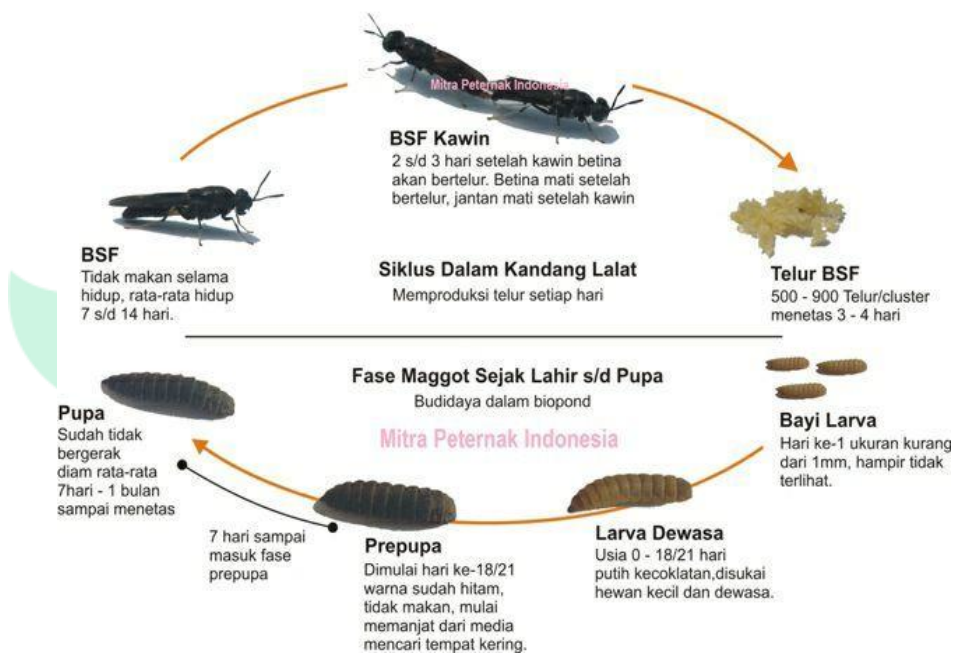 Mitra Peternak Indonesia
BSF Kawin
2 s/d 3 hari setelah kawin betina
akan bertelur. Betina mati setelah
bertelur, jantan mati setelah kawin
BSF
Tidak makan selama
hidup, rata-rata hidup
7 s/d 14 hari.
Siklus Dalam Kandang Lalat
Memproduksi telur setiap hari
Telur BSF
500 - 900 Telur/cluster
menetas 3 - 4 hari
Fase Maggot Sejak Lahir s/d Pupa
Budidaya dalam biopond
Mitra Peternak Indonesia
Bayi Larva
Hari ke-1 ukuran kurang
dari 1mm, hampir tidak
terlihat.
Pupa
Sudah tidak
bergerak
diam rata-rata
7hari - 1 bulan
sampai menetas
7 hari sampai
masuk fase
prepupa
Prepupa
Dimulai hari ke-18/21
warna sudah hitam,
tidak makan, mulai
memanjat dari media
mencari tempat kering.
Larva Dewasa
Usia 0 - 18/21 hari
putih kecoklatan,disukai
hewan kecil dan dewasa.